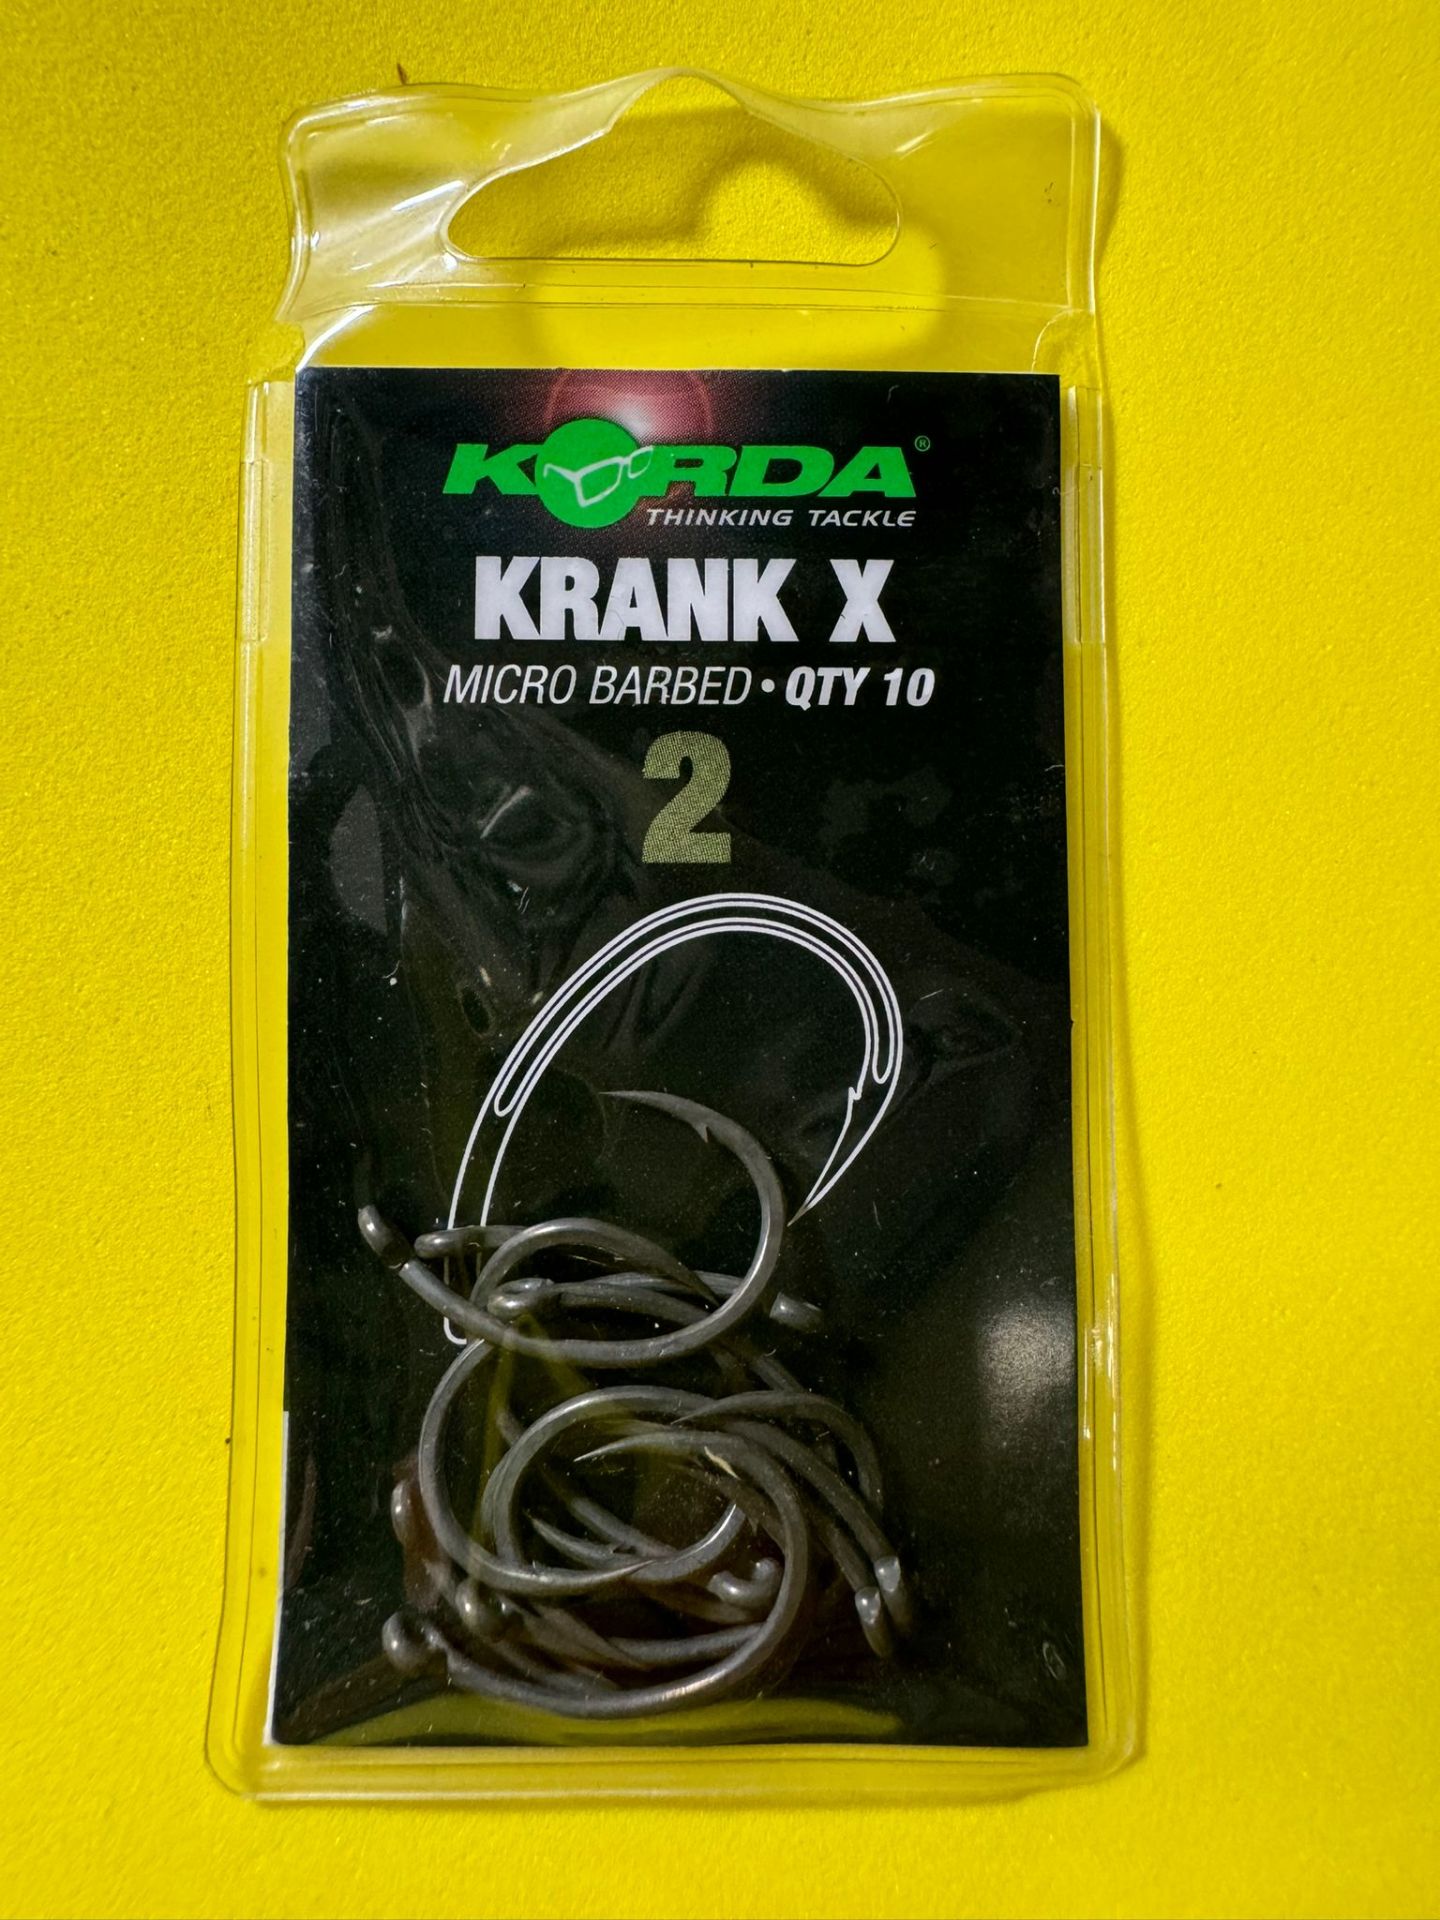 KORDA®
THINKING TACKLE
KRANK X
MICRO BARBED • QTY 10
2